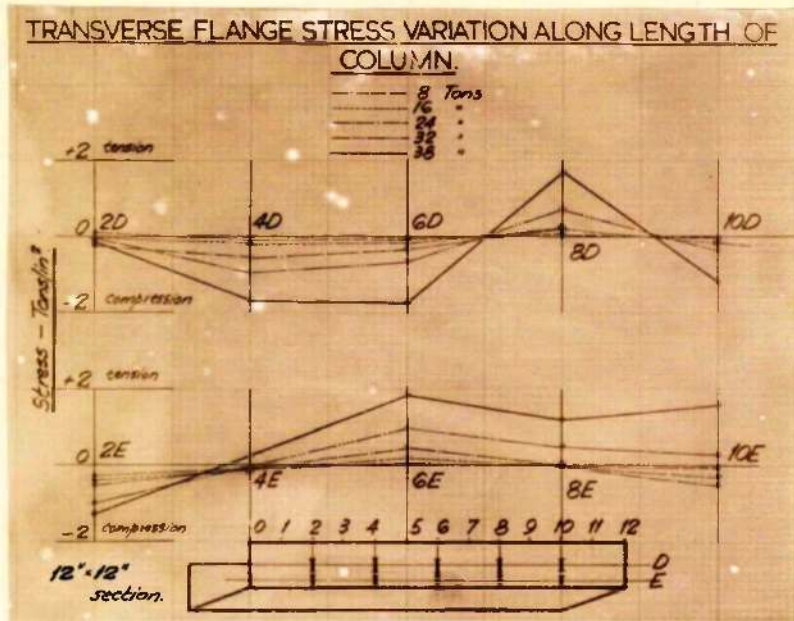 TRANSVERSE FLANGE STRESS VARIATION ALONG LENGTH OF
COLUMN.
8 Tons
16 "
24 "
32 "
38 "
+2 tension
0 2D 4D 6D 8D 10D
-2 compression
Stress - Tons/in²
+2 tension
0 2E 4E 6E 8E 10E
-2 compression
0 1 2 3 4 5 6 7 8 9 10 11 12
D
E
12" × 12"
section.